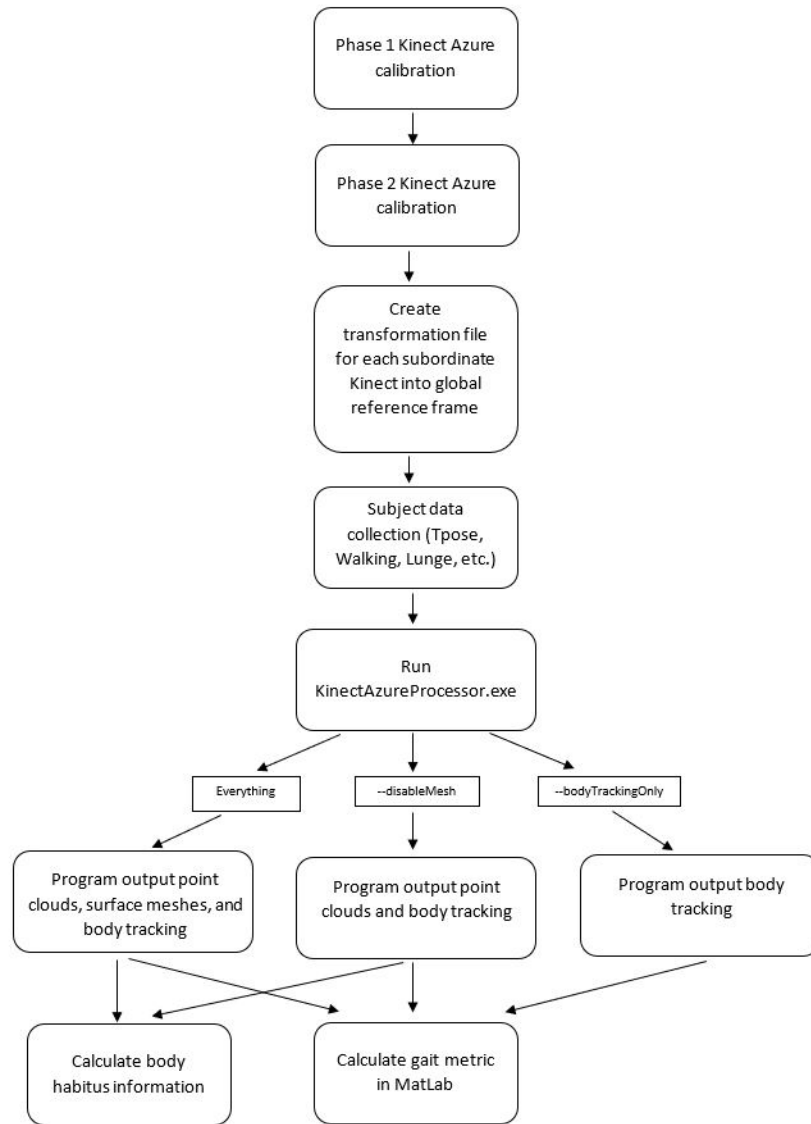 Phase 1 Kinect Azure
calibration
Phase 2 Kinect Azure
calibration
Create
transformation file
for each subordinate
Kinect into global
reference frame
Subject data
collection (Tpose,
Walking, Lunge, etc.)
Run
KinectAzureProcessor.exe
Everything
--disableMesh
--bodyTrackingOnly
Program output point
clouds, surface meshes, and
body tracking
Program output point
clouds and body tracking
Program output body
tracking
Calculate body
habitus information
Calculate gait metric
in MatLab